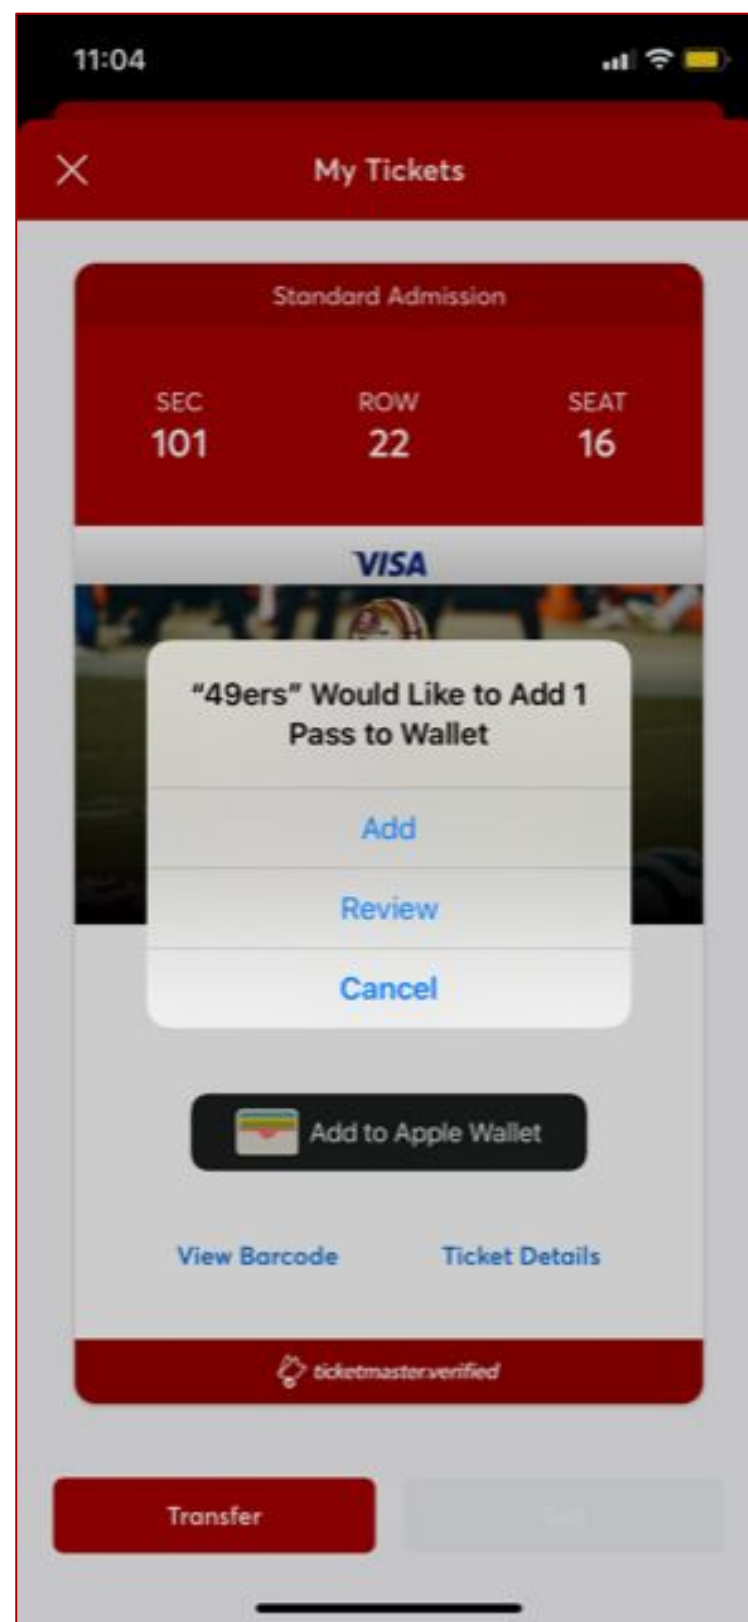 11:04
My Tickets
Standard Admission
SEC ROW SEAT
101 22 16
VISA
“49ers” Would Like to Add 1
Pass to Wallet
Add
Review
Cancel
Add to Apple Wallet
View Barcode Ticket Details
ticketmaster.verified
Transfer Sell